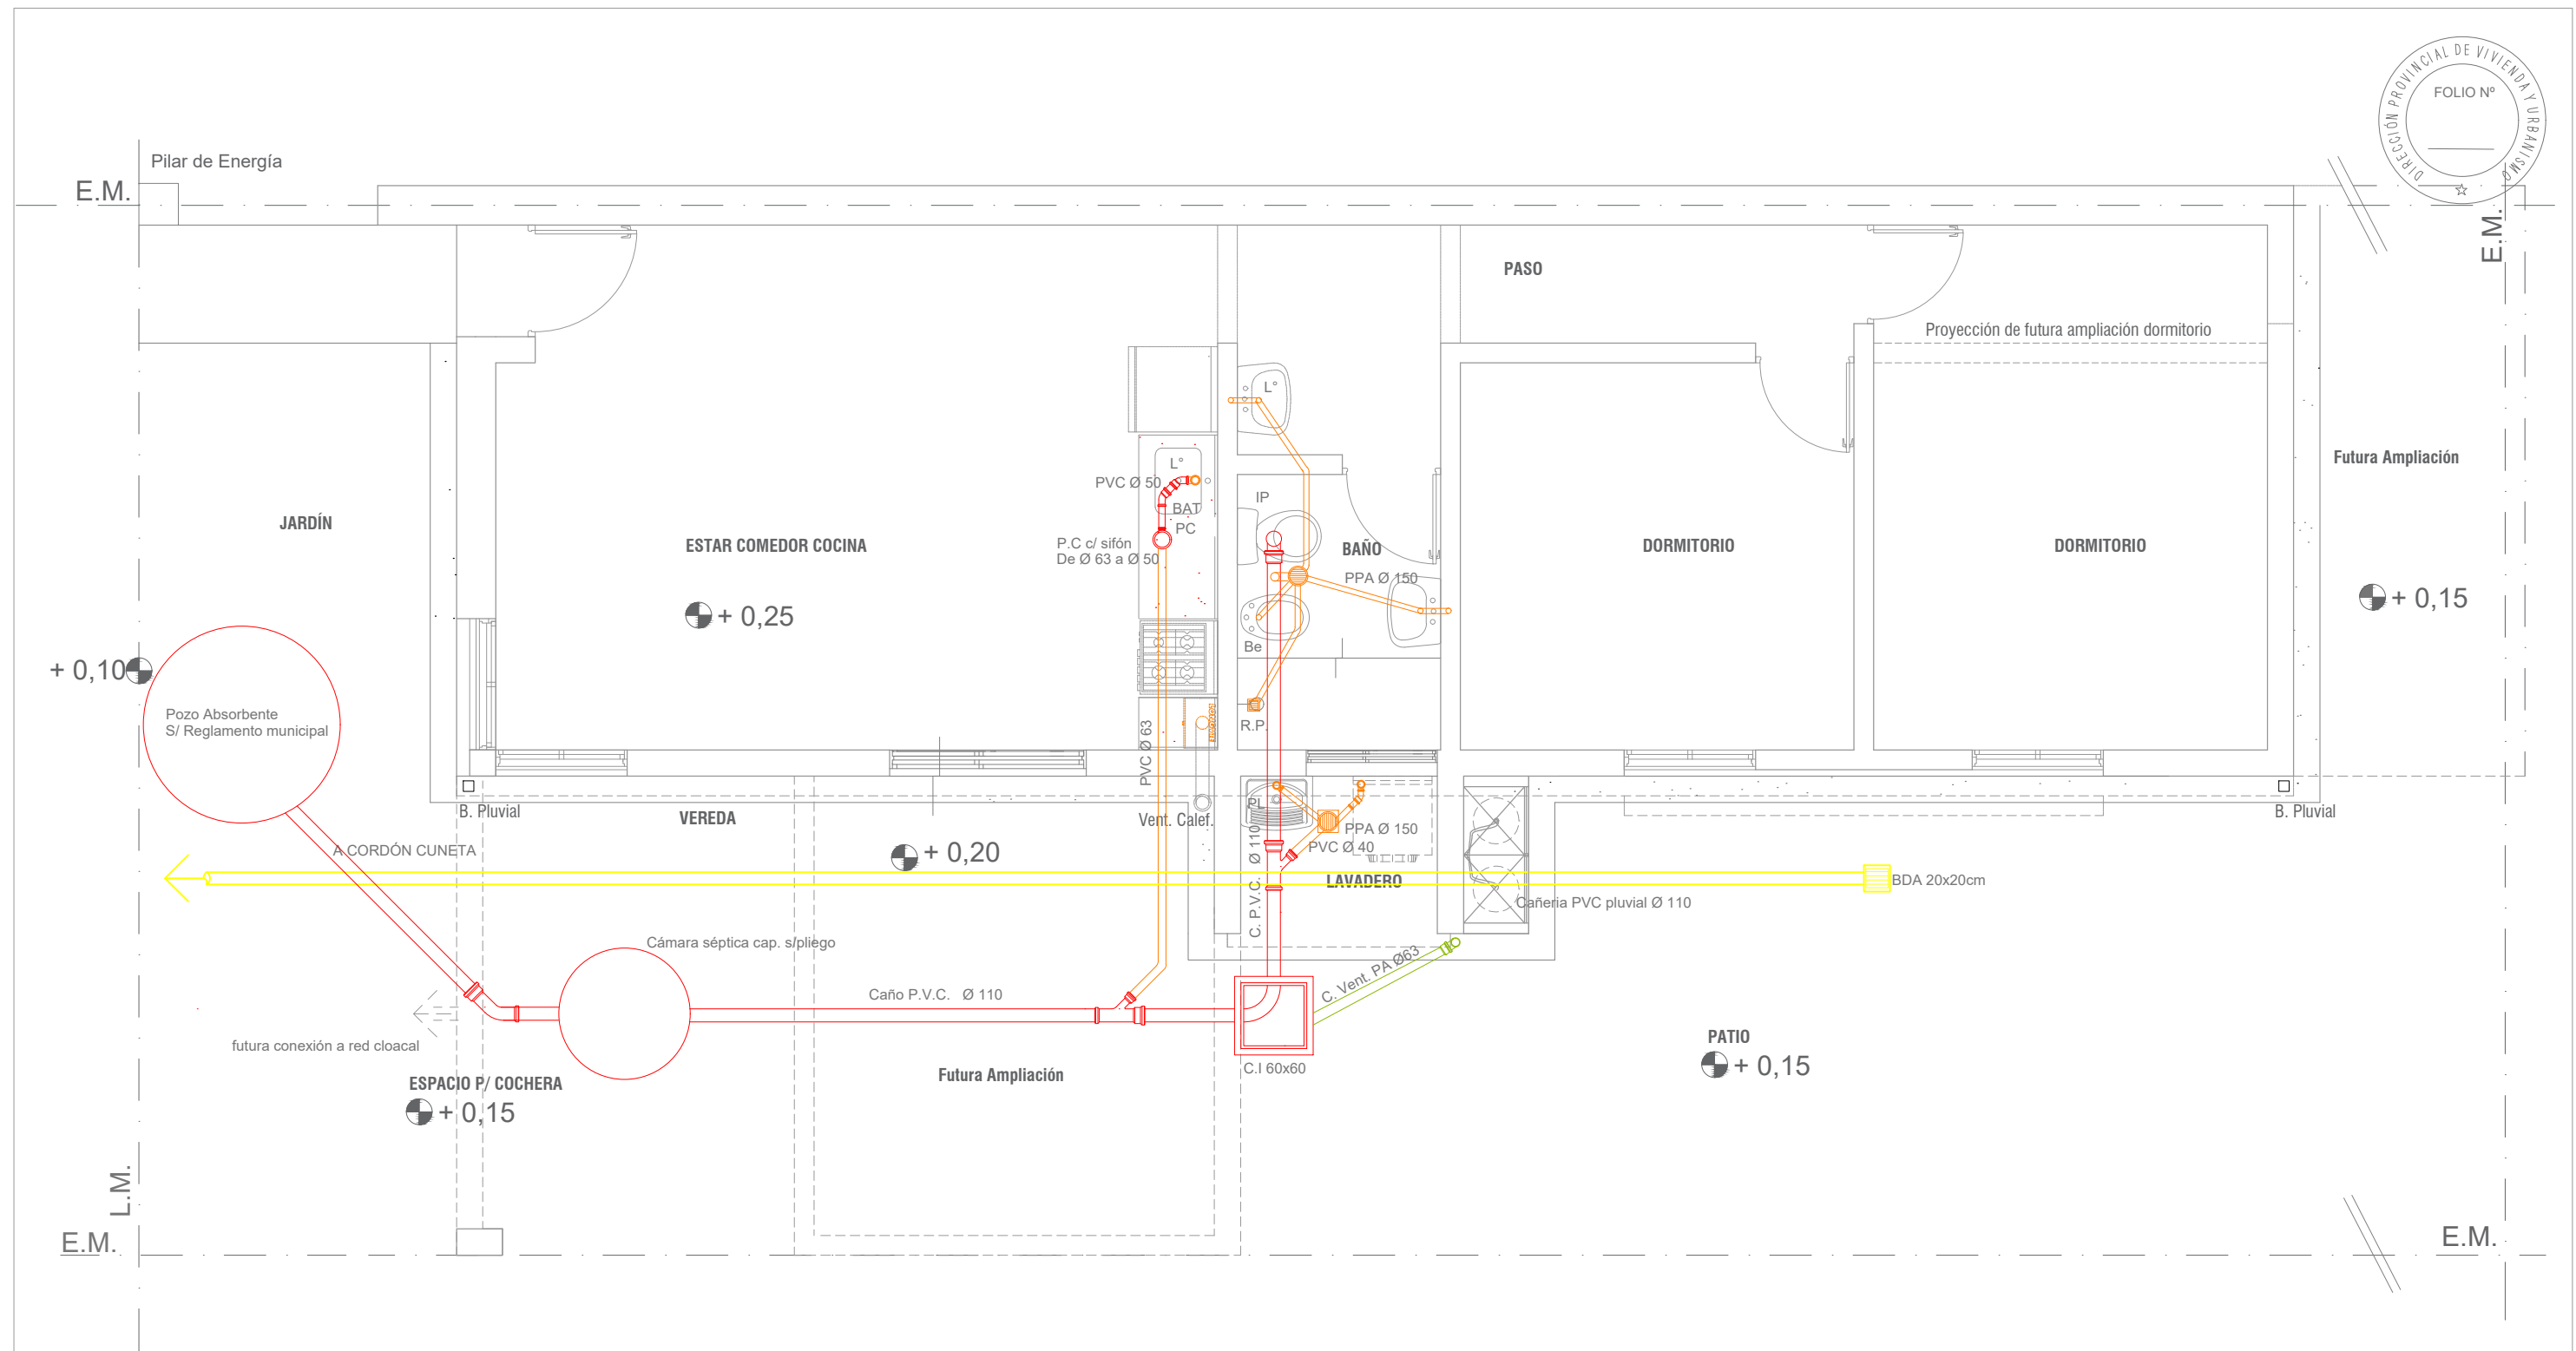 DIRECCIÓN PROVINCIAL DE VIVIENDA Y URBANISMO
FOLIO Nº
Pilar de Energía
E.M.
E.M.
PASO
Proyección de futura ampliación dormitorio
L°
Futura Ampliación
L°
PVC Ø 50
BAT
PC
IP
JARDÍN
ESTAR COMEDOR COCINA
P.C c/ sifón
De Ø 63 a Ø 50
BAÑO
DORMITORIO
DORMITORIO
PPA Ø 150
+ 0,25
+ 0,15
Be
+ 0,10
Pozo Absorbente
S/ Reglamento municipal
R.P.
PVC Ø 63
B. Pluvial
VEREDA
Vent. Calef.
PL
PPA Ø 150
B. Pluvial
A CORDÓN CUNETA
+ 0,20
PVC Ø 40
C. P.V.C. Ø 110
LAVADERO
BDA 20x20cm
Cañeria PVC pluvial Ø 110
Cámara séptica cap. s/pliego
C. Vent. PA Ø63
Caño P.V.C. Ø 110
futura conexión a red cloacal
PATIO
+ 0,15
C.I 60x60
Futura Ampliación
ESPACIO P/ COCHERA
+ 0,15
L.M.
E.M.
E.M.